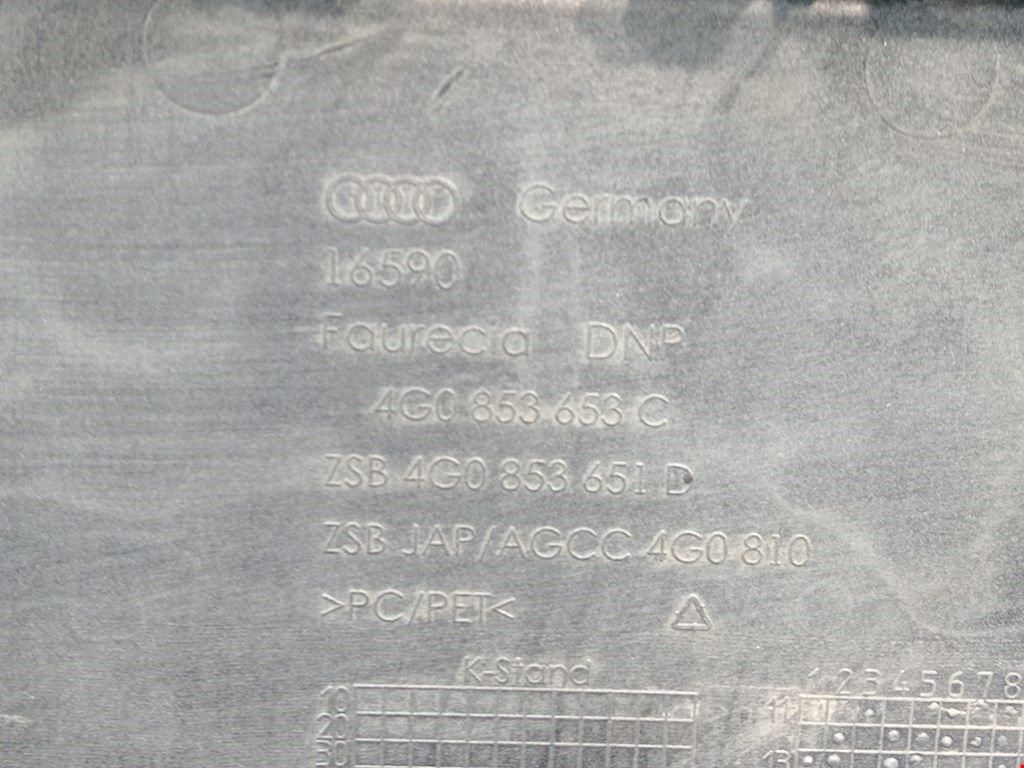 Germany
16590
Faurecia DNP
4G0 853 653 C
ZSB 4G0 853 651 D
ZSB JAP/AGCC 4G0 810
>PC/PET<
K-Stand
1 2 3 4 5 6 7 8
10 11
20
30 13